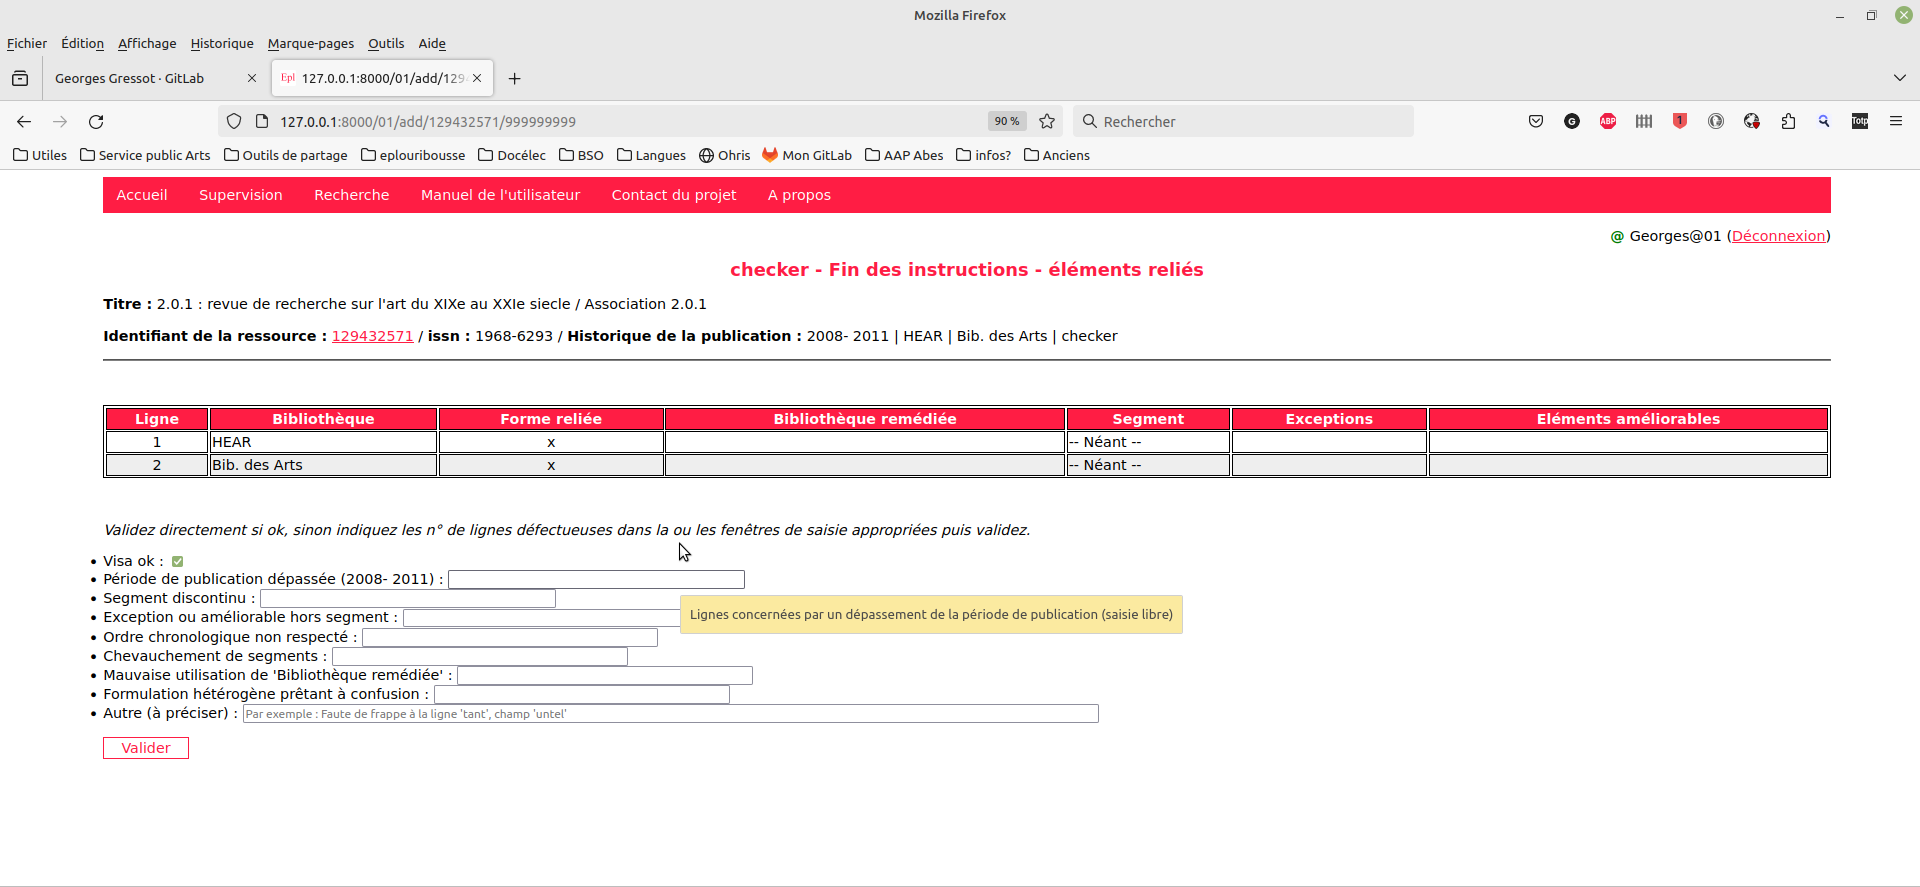 Mozilla Firefox
Fichier Édition Affichage Historique Marque-pages Outils Aide
Georges Gressot · GitLab
Epl 127.0.0.1:8000/01/add/129
127.0.0.1:8000/01/add/129432571/999999999 90 % Rechercher G ABP 1 Totp
Utiles Service public Arts Outils de partage eplouribousse Docélec BSO Langues Ohris Mon GitLab AAP Abes infos? Anciens
Accueil Supervision Recherche Manuel de l'utilisateur Contact du projet A propos
@ Georges@01 (Déconnexion)
checker - Fin des instructions - éléments reliés
Titre : 2.0.1 : revue de recherche sur l'art du XIXe au XXIe siecle / Association 2.0.1
Identifiant de la ressource : 129432571 / issn : 1968-6293 / Historique de la publication : 2008- 2011 | HEAR | Bib. des Arts | checker
Ligne Bibliothèque Forme reliée Bibliothèque remédiée Segment Exceptions Eléments améliorables
1 HEAR x -- Néant --
2 Bib. des Arts x -- Néant --
Validez directement si ok, sinon indiquez les n° de lignes défectueuses dans la ou les fenêtres de saisie appropriées puis validez.
• Visa ok :
• Période de publication dépassée (2008- 2011) :
• Segment discontinu :
• Exception ou améliorable hors segment :
Lignes concernées par un dépassement de la période de publication (saisie libre)
• Ordre chronologique non respecté :
• Chevauchement de segments :
• Mauvaise utilisation de 'Bibliothèque remédiée' :
• Formulation hétérogène prêtant à confusion :
• Autre (à préciser) : Par exemple : Faute de frappe à la ligne 'tant', champ 'untel'
Valider